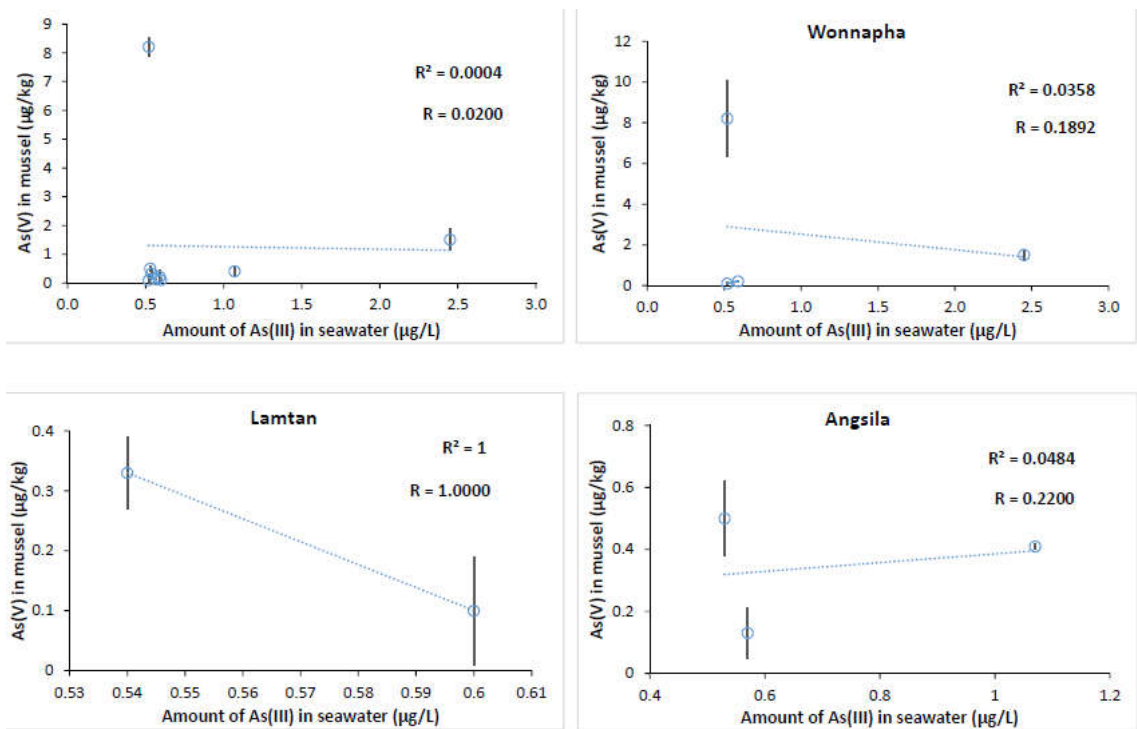 9
8
7
6
5
4
3
2
1
0
As(V) in mussel (µg/kg)
R² = 0.0004
R = 0.0200
0.0 0.5 1.0 1.5 2.0 2.5 3.0
Amount of As(III) in seawater (µg/L)
Wonnapha
12
10
8
6
4
2
0
As(V) in mussel (µg/kg)
R² = 0.0358
R = 0.1892
0.0 0.5 1.0 1.5 2.0 2.5 3.0
Amount of As(III) in seawater (µg/L)
Lamtan
0.4
0.3
0.2
0.1
0
As(V) in mussel (µg/kg)
R² = 1
R = 1.0000
0.53 0.54 0.55 0.56 0.57 0.58 0.59 0.6 0.61
Amount of As(III) in seawater (µg/L)
Angsila
0.8
0.6
0.4
0.2
0
As(V) in mussel (µg/kg)
R² = 0.0484
R = 0.2200
0.4 0.6 0.8 1 1.2
Amount of As(III) in seawater (µg/L)